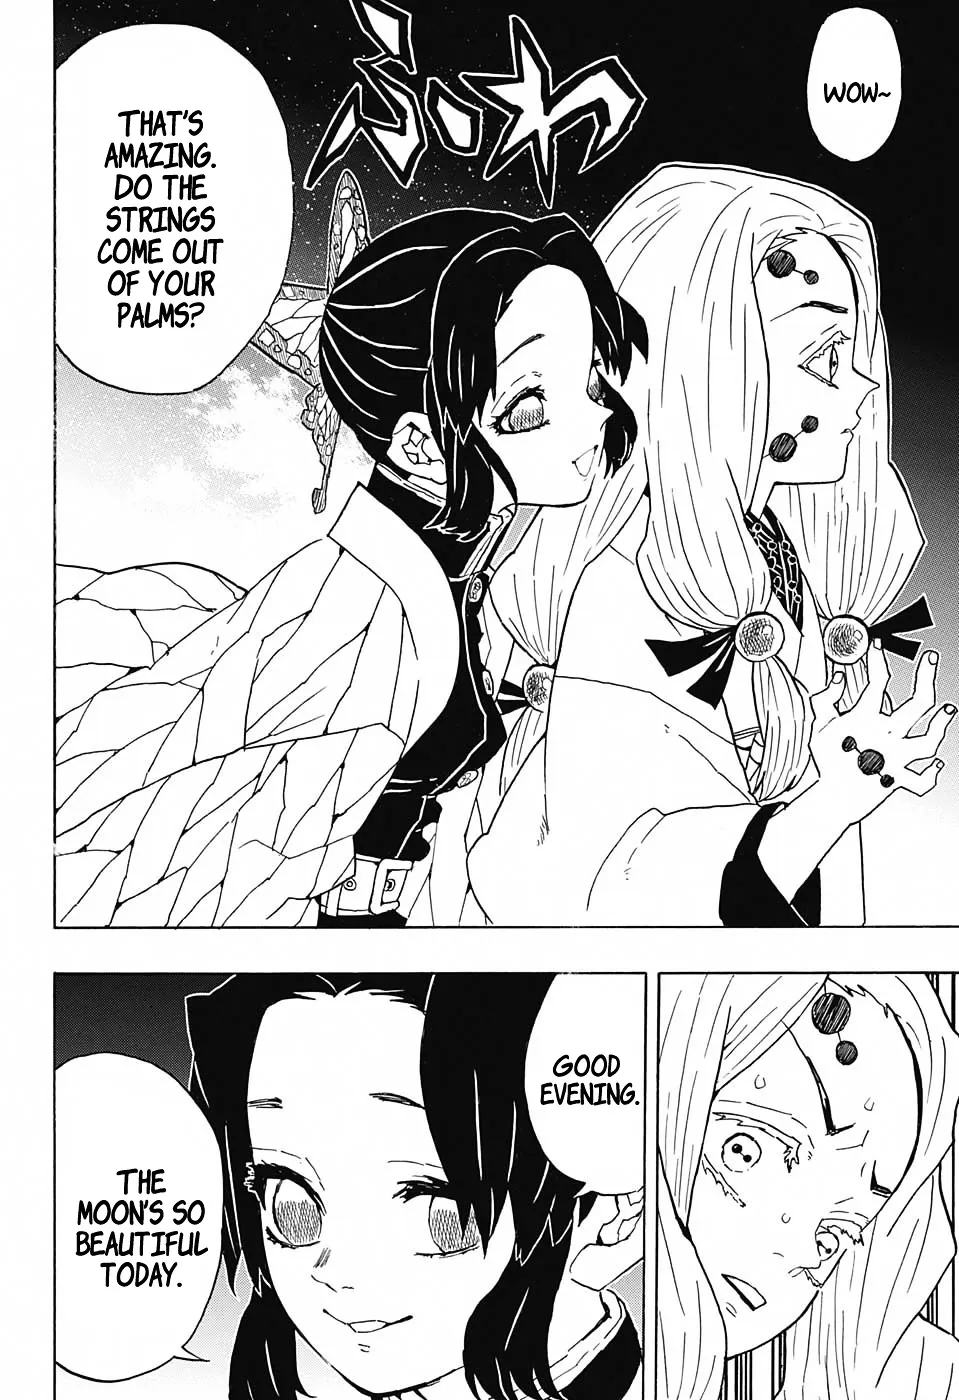 WOW~
ふわ
THAT'S
AMAZING.
DO THE
STRINGS
COME OUT
OF YOUR
PALMS?
GOOD
EVENING.
THE
MOON'S SO
BEAUTIFUL
TODAY.